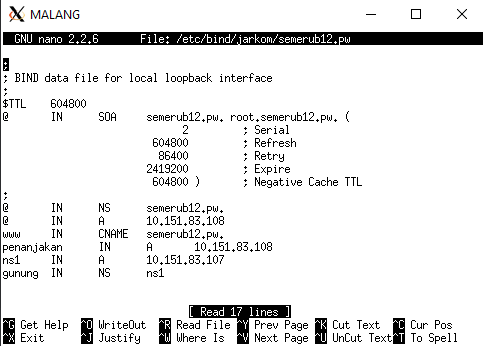 MALANG
GNU nano 2.2.6 File: /etc/bind/jarkom/semerub12.pw
;
; BIND data file for local loopback interface
;
$TTL 604800
@ IN SOA semerub12.pw. root.semerub12.pw. (
2 ; Serial
604800 ; Refresh
86400 ; Retry
2419200 ; Expire
604800 ) ; Negative Cache TTL
;
@ IN NS semerub12.pw.
@ IN A 10.151.83.108
www IN CNAME semerub12.pw.
penanjakan IN A 10.151.83.108
ns1 IN A 10.151.83.107
gunung IN NS ns1
[ Read 17 lines ]
^G Get Help ^O WriteOut ^R Read File ^Y Prev Page ^K Cut Text ^C Cur Pos
^X Exit ^J Justify ^W Where Is ^V Next Page ^U UnCut Text ^T To Spell